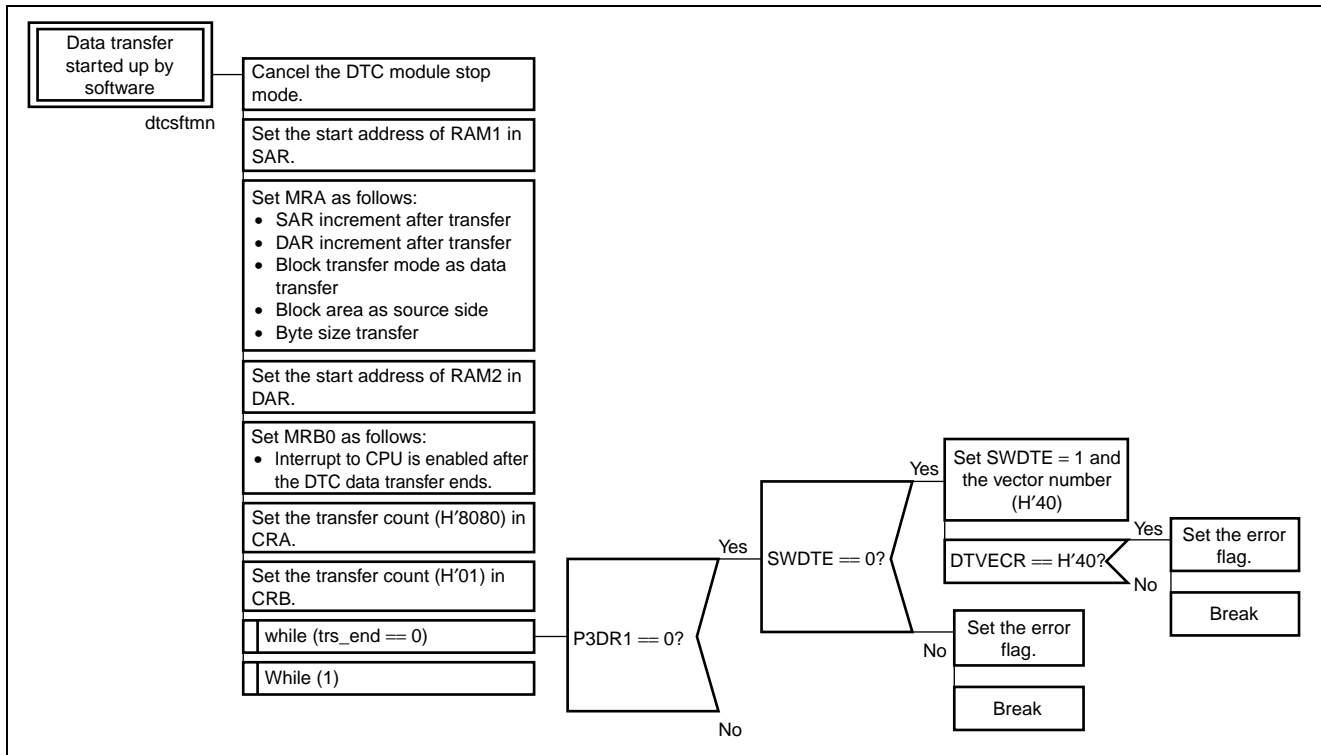 Data transfer
started up by
software
dtcsftmn
Cancel the DTC module stop
mode.
Set the start address of RAM1 in
SAR.
Set MRA as follows:
• SAR increment after transfer
• DAR increment after transfer
• Block transfer mode as data
transfer
• Block area as source side
• Byte size transfer
Set the start address of RAM2 in
DAR.
Set MRB0 as follows:
• Interrupt to CPU is enabled after
the DTC data transfer ends.
Set the transfer count (H'8080) in
CRA.
Set the transfer count (H'01) in
CRB.
while (trs_end == 0)
While (1)
P3DR1 == 0?
Yes
No
SWDTE == 0?
Yes
No
Set SWDTE = 1 and
the vector number
(H'40)
DTVECR == H'40?
Yes
No
Set the error
flag.
Break
Set the error
flag.
Break